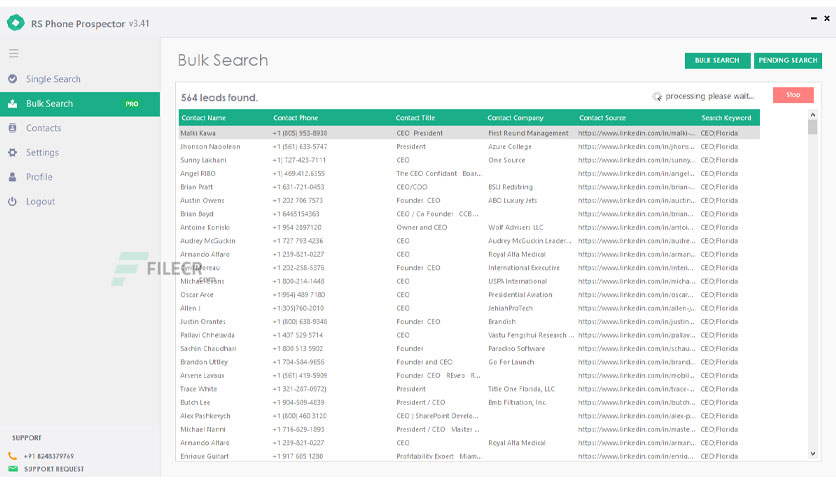 RS Phone Prospector v3.41
Bulk Search
BULK SEARCH PENDING SEARCH
Single Search
Bulk Search PRO
Contacts
Settings
Profile
Logout
564 leads found.
processing please wait...
Stop
Contact Name Contact Phone Contact Title Contact Company Contact Source Search Keyword
Malki Kawa +1 (805) 953-8938 CEO President First Round Management https://www.linkedin.com/in/malki-... CEO;Florida
Jhonson Napoleon +1 (561) 633-5747 President Azure College https://www.linkedin.com/in/jhons... CEO;Florida
Sunny Lakhani +1) 727-423-7111 CEO One Source https://www.linkedin.com/in/sunny... CEO;Florida
Angel RIBO +1) 469.412.6355 The CEO Confidant Boar... https://www.linkedin.com/in/angel... CEO;Florida
Brian Pratt +1 631-721-0453 CEO/COO BSLI Redstring https://www.linkedin.com/in/brian-... CEO;Florida
Austin Owens +1 202 706 7573 Founder CEO ABO Luxury Jets https://www.linkedin.com/in/austin... CEO;Florida
Brian Boyd +1 6465154363 CEO / Co Founder CCB... https://www.linkedin.com/in/brian-... CEO;Florida
Antoine Koniski +1 954 2897120 Owner and CEO Wolf Advisers LLC https://www.linkedin.com/in/antoi... CEO;Florida
Audrey McGuckin +1 727 793 4236 CEO Audrey McGuckin Leader... https://www.linkedin.com/in/audre... CEO;Florida
Armando Alfaro +1 239-821-0227 CEO Royal Alfa Medical https://www.linkedin.com/in/arman... CEO;Florida
Moreau +1 202-258-5376 Founder CEO International Executive https://www.linkedin.com/in/interi... CEO;Florida
+1 800-214-1448 CEO USPA International https://www.linkedin.com/in/micha... CEO;Florida
Oscar Arce +1(954) 489 7180 CEO Presidential Aviation https://www.linkedin.com/in/oscar... CEO;Florida
Allen J +1(305)760-2010 CEO JehiahProTech https://www.linkedin.com/in/allen-j... CEO;Florida
Justin Orantes +1 (800) 638-9348 Founder CEO Brandish https://www.linkedin.com/in/justin... CEO;Florida
Pallavi Chhelavda +1 407 529 5714 CEO Vastu Fengshui Research ... https://www.linkedin.com/in/pallav... CEO;Florida
Sachin Chaudhari +1 800 513 5902 Founder Paradiso Software https://www.linkedin.com/in/schau... CEO;Florida
Brandon Uttley +1 704-584-9656 Founder and CEO Go For Launch https://www.linkedin.com/in/brand... CEO;Florida
Arsene Lavaux +1 (561) 419-5909 Founder CEO REvep R... https://www.linkedin.com/in/mobil... CEO;Florida
Trace White +1 321-287-0972) President Title One Florida, LLC https://www.linkedin.com/in/trace-... CEO;Florida
Butch Lee +1 904-509-4839 President / CEO Bmb Filtration, Inc. https://www.linkedin.com/in/butch... CEO;Florida
Alex Pashkevych +1 (800) 460 3120 CEO | SharePoint Develo... https://www.linkedin.com/in/alex-p... CEO;Florida
Michael Nanni +1 716-629-1893 President / CEO Master ... https://www.linkedin.com/in/maste... CEO;Florida
Armando Alfaro +1 239-821-0227 CEO Royal Alfa Medical https://www.linkedin.com/in/arman... CEO;Florida
Enrique Guitart +1 917 605 1280 Profitability Expert Miam... https://www.linkedin.com/in/enriq... CEO;Florida
FILECR
.com
SUPPORT
+91 8248379769
SUPPORT REQUEST